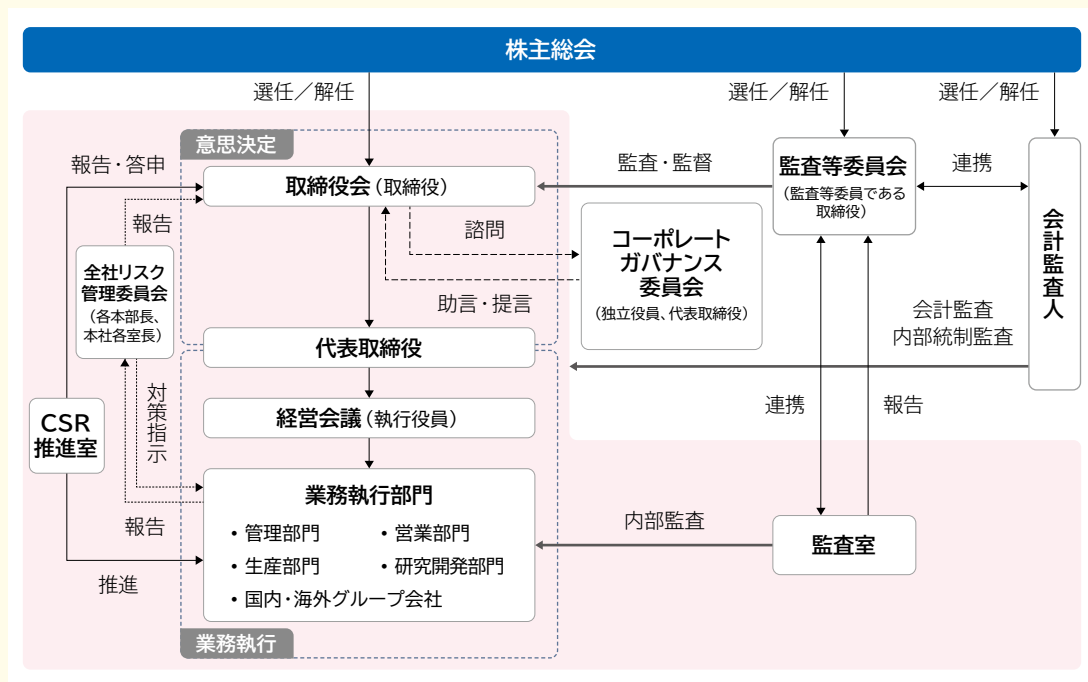 株主総会
選任／解任
選任／解任
選任／解任
意思決定
報告・答申
取締役会（取締役）
監査・監督
監査等委員会
（監査等委員である
取締役）
連携
会計監査人
報告
諮問
コーポレート
ガバナンス
委員会
（独立役員、代表取締役）
全社リスク
管理委員会
（各本部長、
本社各室長）
助言・提言
会計監査
内部統制監査
代表取締役
対策指示
連携
報告
CSR
推進室
経営会議（執行役員）
業務執行部門
・管理部門
・営業部門
・生産部門
・研究開発部門
・国内・海外グループ会社
報告
内部監査
監査室
推進
業務執行